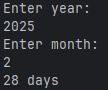 Enter year:
2025
Enter month:
2
28 days